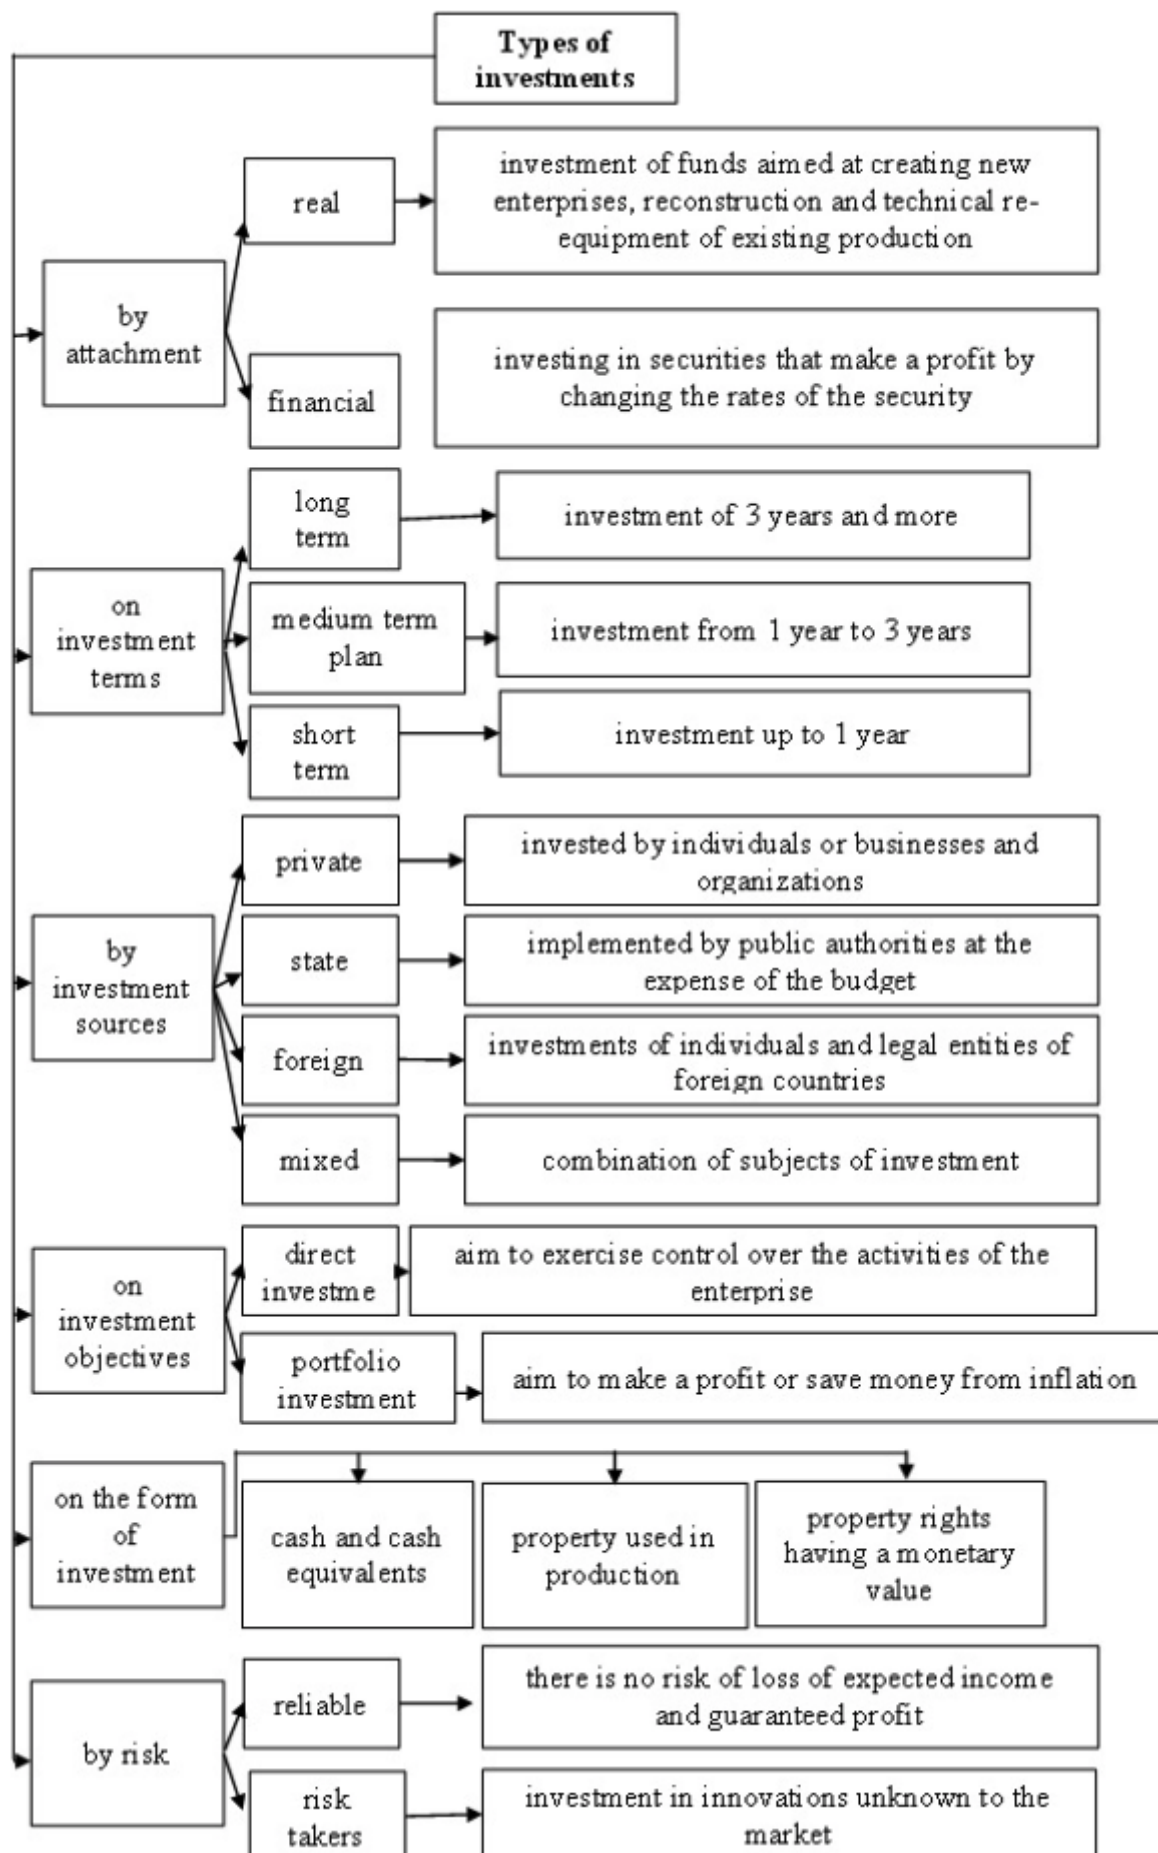 Types of
investments
by
attachment
real
investment of funds aimed at creating new
enterprises, reconstruction and technical re-
equipment of existing production
financial
investing in securities that make a profit by
changing the rates of the security
on
investment
terms
long
term
investment of 3 years and more
medium term
plan
investment from 1 year to 3 years
short
term
investment up to 1 year
by
investment
sources
private
invested by individuals or businesses and
organizations
state
implemented by public authorities at the
expense of the budget
foreign
investments of individuals and legal entities of
foreign countries
mixed
combination of subjects of investment
on
investment
objectives
direct
investme
aim to exercise control over the activities of the
enterprise
portfolio
investment
aim to make a profit or save money from inflation
on the form
of
investment
cash and cash
equivalents
property used in
production
property rights
having a monetary
value
by risk
reliable
there is no risk of loss of expected income
and guaranteed profit
risk
takers
investment in innovations unknown to the
market